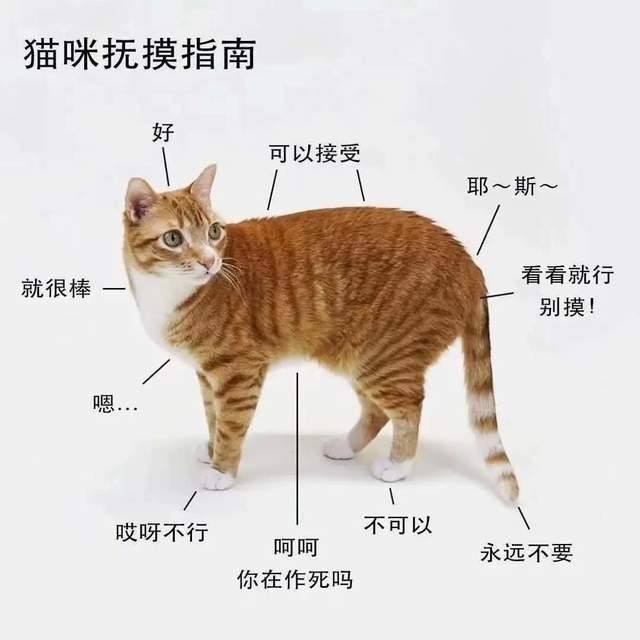 猫咪抚摸指南
好
可以接受
耶～斯～
就很棒
看看就行
别摸！
嗯...
哎呀不行
呵呵
你在作死吗
不可以
永远不要